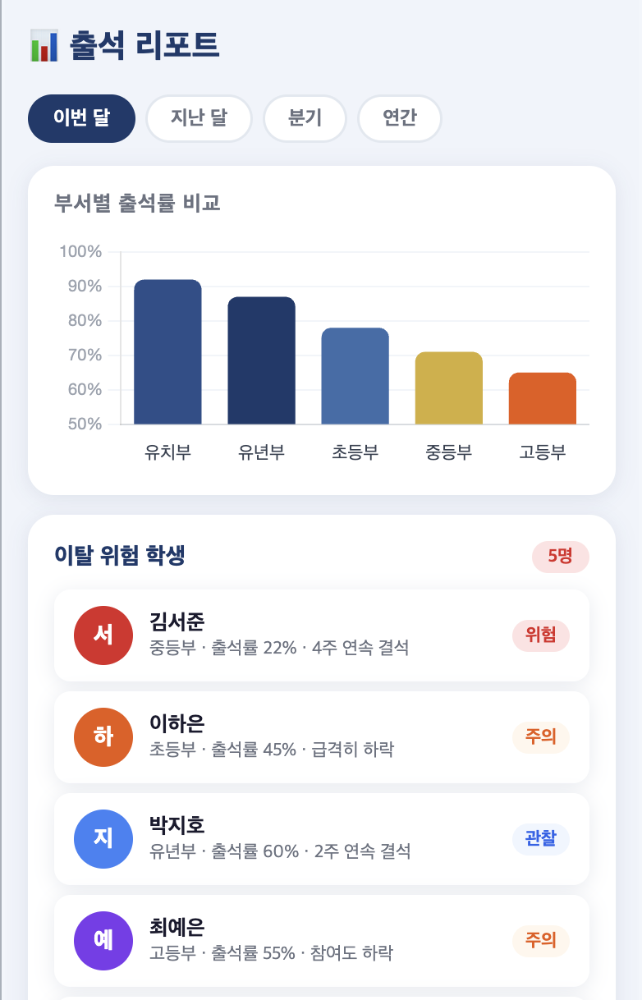 출석 리포트
이번 달 지난 달 분기 연간
부서별 출석률 비교
100%
90%
80%
70%
60%
50%
유치부 유년부 초등부 중등부 고등부
이탈 위험 학생 5명
서 김서준
중등부 · 출석률 22% · 4주 연속 결석
위험
하 이하은
초등부 · 출석률 45% · 급격히 하락
주의
지 박지호
유년부 · 출석률 60% · 2주 연속 결석
관찰
예 최예은
고등부 · 출석률 55% · 참여도 하락
주의